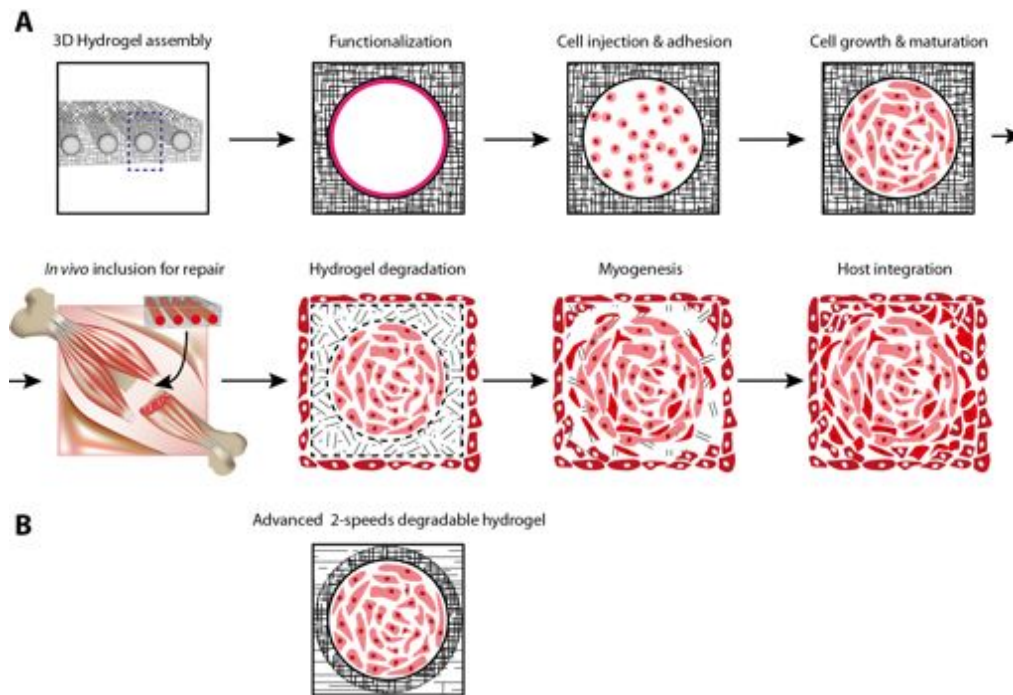 A
3D Hydrogel assembly
Functionalization
Cell injection & adhesion
Cell growth & maturation
In vivo inclusion for repair
Hydrogel degradation
Myogenesis
Host integration
B
Advanced 2-speeds degradable hydrogel